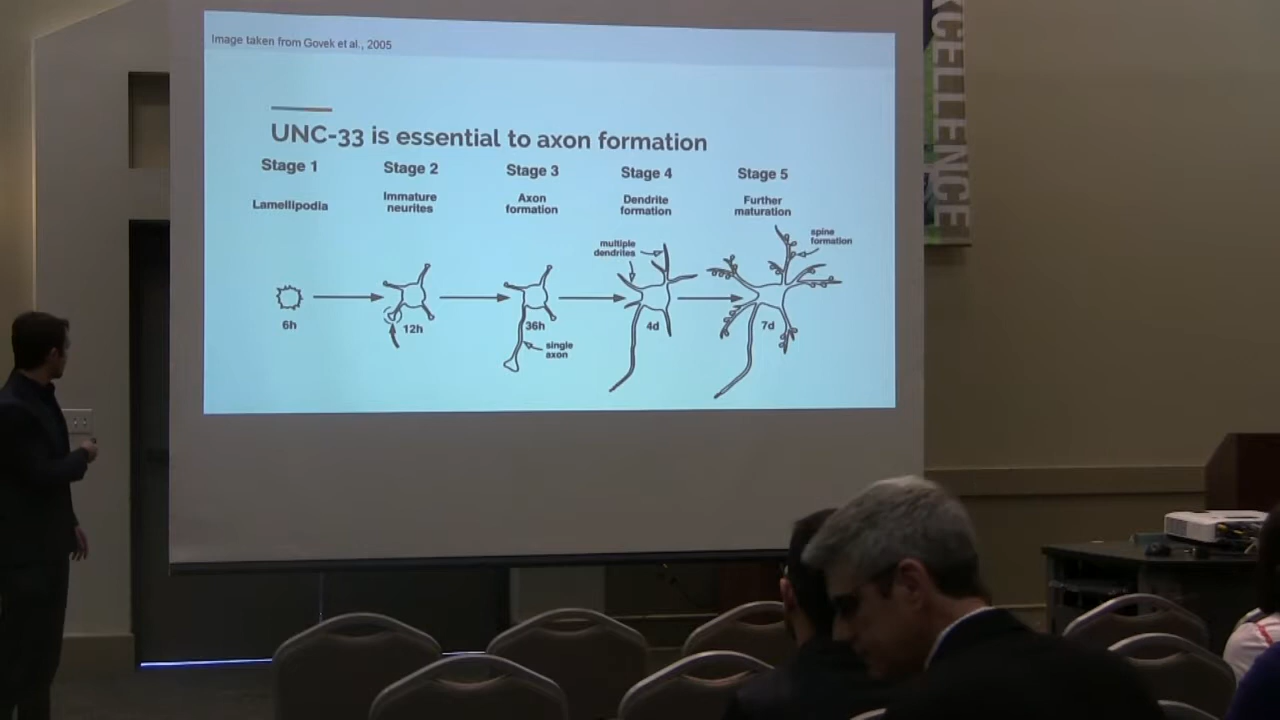 Image taken from Govek et al., 2005
UNC-33 is essential to axon formation
Stage 1
Stage 2
Stage 3
Stage 4
Stage 5
Lamellipodia
Immature
neurites
Axon
formation
Dendrite
formation
Further
maturation
multiple
dendrites
spine
formation
6h
12h
36h
4d
7d
single
axon
XCELLENCE